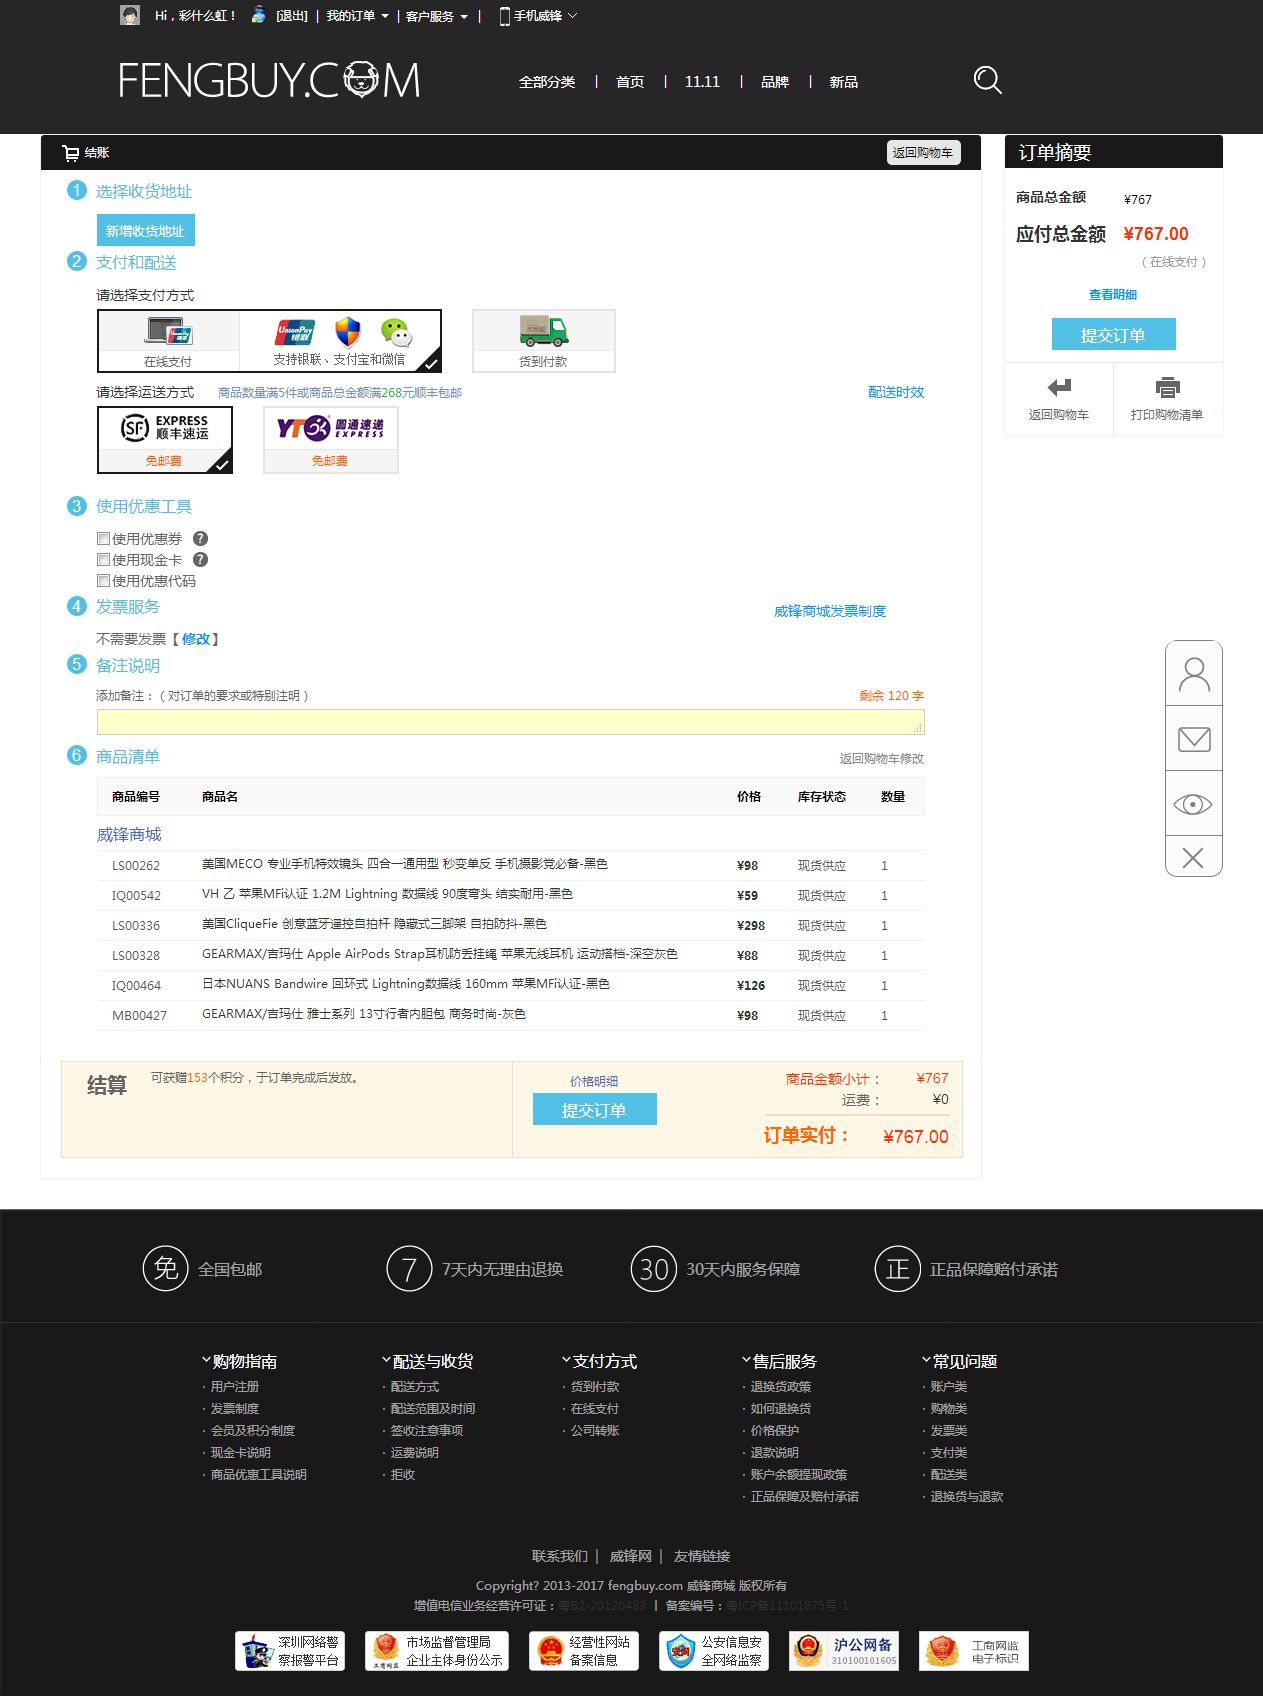 Hi，彩什么虹！ [退出] | 我的订单 | 客户服务 | 手机威锋
FENGBUY.COM
全部分类 | 首页 | 11.11 | 品牌 | 新品
结账
返回购物车
订单摘要
商品总金额 ¥767
应付总金额 ¥767.00
（在线支付）
查看明细
提交订单
返回购物车
打印购物清单
1 选择收货地址
新增收货地址
2 支付和配送
请选择支付方式
UnionPay 银联
在线支付
支持银联、支付宝和微信
货到付款
请选择运送方式 商品数量满5件或商品总金额满268元顺丰包邮 配送时效
SF EXPRESS 顺丰速运
免邮费
YTO 圆通速递 EXPRESS
免邮费
3 使用优惠工具
使用优惠券 ?
使用现金卡 ?
使用优惠代码
4 发票服务 威锋商城发票制度
不需要发票【修改】
5 备注说明
添加备注：（对订单的要求或特别注明） 剩余 120 字
6 商品清单 返回购物车修改
商品编号 商品名 价格 库存状态 数量
威锋商城
LS00262 美国MECO 专业手机特效镜头 四合一通用型 秒变单反 手机摄影党必备-黑色 ¥98 现货供应 1
IQ00542 VH 乙 苹果MFi认证 1.2M Lightning 数据线 90度弯头 结实耐用-黑色 ¥59 现货供应 1
LS00336 美国CliqueFie 创意蓝牙遥控自拍杆 隐藏式三脚架 自拍防抖-黑色 ¥298 现货供应 1
LS00328 GEARMAX/吉玛仕 Apple AirPods Strap耳机防丢挂绳 苹果无线耳机 运动搭档-深空灰色 ¥88 现货供应 1
IQ00464 日本NUANS Bandwire 回环式 Lightning数据线 160mm 苹果MFi认证-黑色 ¥126 现货供应 1
MB00427 GEARMAX/吉玛仕 雅士系列 13寸行者内胆包 商务时尚-灰色 ¥98 现货供应 1
结算 可获赠153个积分，于订单完成后发放。
价格明细
提交订单
商品金额小计： ¥767
运费： ¥0
订单实付： ¥767.00
免 全国包邮
7 7天内无理由退换
30 30天内服务保障
正 正品保障赔付承诺
购物指南
· 用户注册
· 发票制度
· 会员及积分制度
· 现金卡说明
· 商品优惠工具说明
配送与收货
· 配送方式
· 配送范围及时间
· 签收注意事项
· 运费说明
· 拒收
支付方式
· 货到付款
· 在线支付
· 公司转账
售后服务
· 退换货政策
· 如何退换货
· 价格保护
· 退款说明
· 账户余额提现政策
· 正品保障及赔付承诺
常见问题
· 账户类
· 购物类
· 发票类
· 支付类
· 配送类
· 退换货与退款
联系我们 | 威锋网 | 友情链接
Copyright? 2013-2017 fengbuy.com 威锋商城 版权所有
增值电信业务经营许可证：粤B2-20120483 | 备案编号：粤ICP备11101875号-1
深圳网络警察报警平台
市场监督管理局 企业主体身份公示
经营性网站备案信息
公安信息安全网络监察
沪公网备 310100101605
工商网监 电子标识